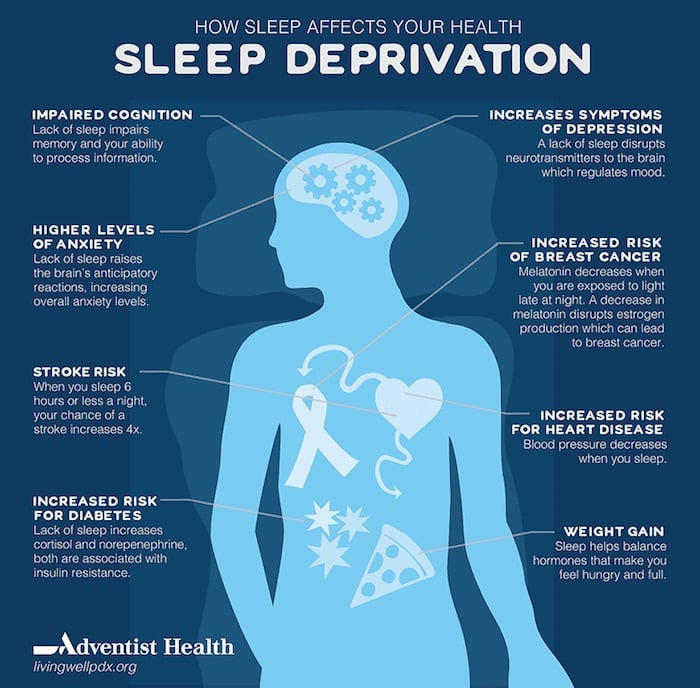 HOW SLEEP AFFECTS YOUR HEALTH
SLEEP DEPRIVATION
IMPAIRED COGNITION
Lack of sleep impairs
memory and your ability
to process information.
HIGHER LEVELS
OF ANXIETY
Lack of sleep raises
the brain's anticipatory
reactions, increasing
overall anxiety levels.
STROKE RISK
When you sleep 6
hours or less a night,
your chance of a
stroke increases 4x.
INCREASED RISK
FOR DIABETES
Lack of sleep increases
cortisol and norepenephrine,
both are associated with
insulin resistance.
INCREASES SYMPTOMS
OF DEPRESSION
A lack of sleep disrupts
neurotransmitters to the brain
which regulates mood.
INCREASED RISK
OF BREAST CANCER
Melatonin decreases when
you are exposed to light
late at night. A decrease in
melatonin disrupts estrogen
production which can lead
to breast cancer.
INCREASED RISK
FOR HEART DISEASE
Blood pressure decreases
when you sleep.
WEIGHT GAIN
Sleep helps balance
hormones that make you
feel hungry and full.
Adventist Health
livingwellpdx.org